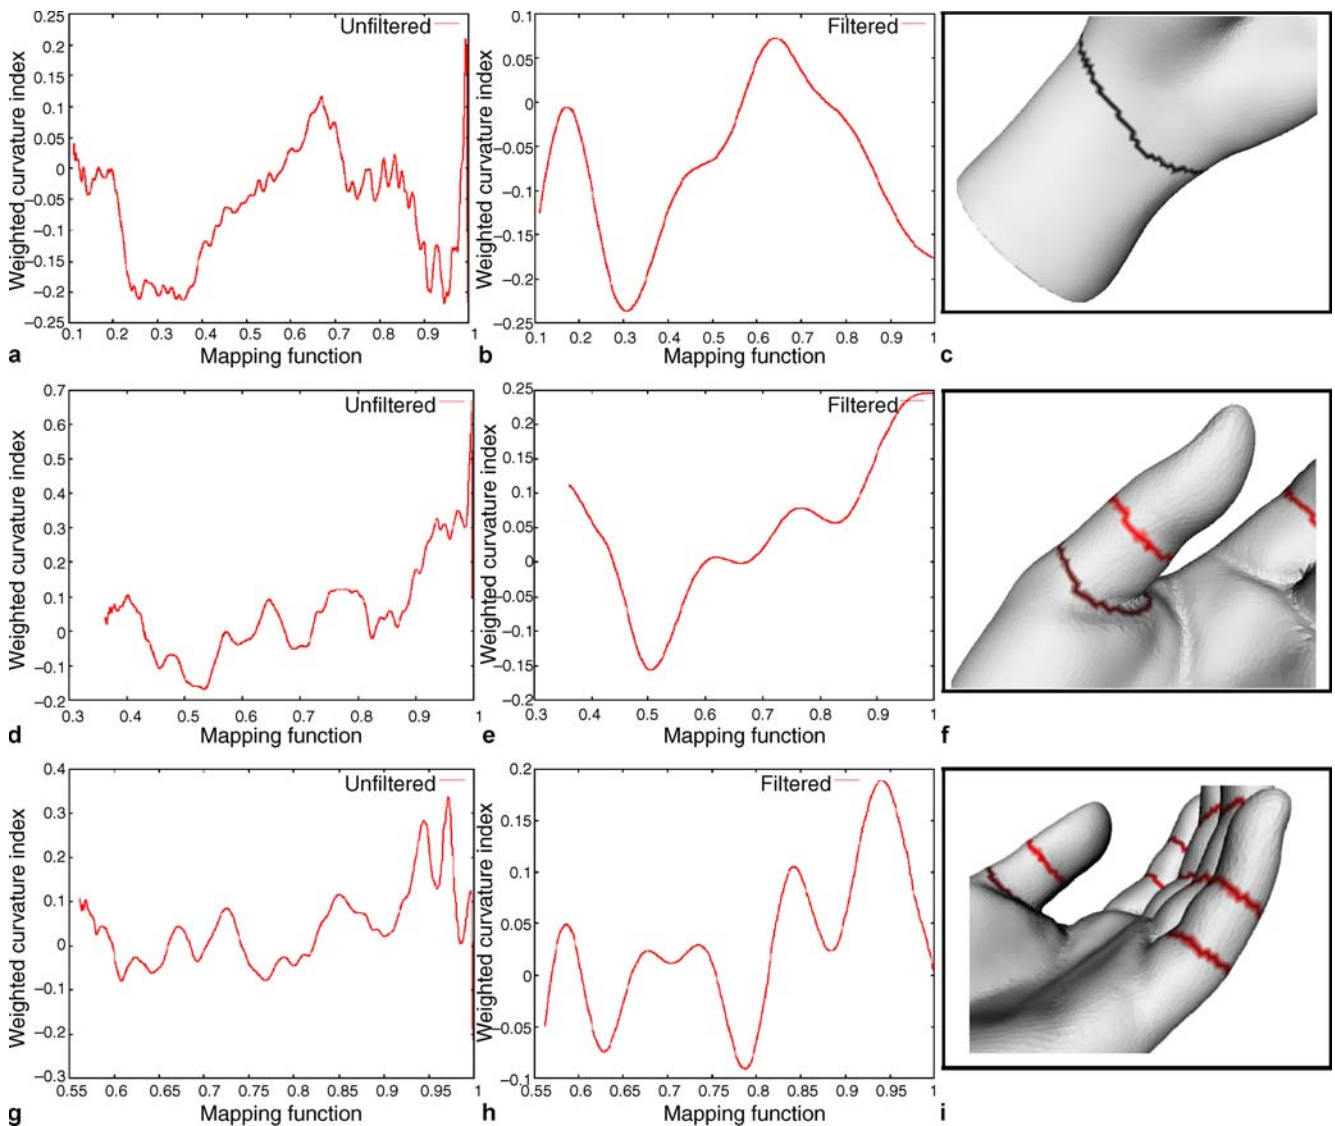 0.25
0.2
0.15
0.1
0.05
0
−0.05
−0.1
−0.15
−0.2
−0.25
Weighted curvature index
Unfiltered
0.1 0.2 0.3 0.4 0.5 0.6 0.7 0.8 0.9 1
a Mapping function
0.1
0.05
0
−0.05
−0.1
−0.15
−0.2
−0.25
Weighted curvature index
Filtered
0.1 0.2 0.3 0.4 0.5 0.6 0.7 0.8 0.9 1
b Mapping function
c
0.7
0.6
0.5
0.4
0.3
0.2
0.1
0
−0.1
−0.2
Weighted curvature index
Unfiltered
0.3 0.4 0.5 0.6 0.7 0.8 0.9 1
d Mapping function
0.25
0.2
0.15
0.1
0.05
0
−0.05
−0.1
−0.15
−0.2
Weighted curvature index
Filtered
0.3 0.4 0.5 0.6 0.7 0.8 0.9 1
e Mapping function
f
0.4
0.3
0.2
0.1
0
−0.1
−0.2
−0.3
Weighted curvature index
Unfiltered
0.55 0.6 0.65 0.7 0.75 0.8 0.85 0.9 0.95 1
g Mapping function
0.2
0.15
0.1
0.05
0
−0.05
−0.1
Weighted curvature index
Filtered
0.55 0.6 0.65 0.7 0.75 0.8 0.85 0.9 0.95 1
h Mapping function
i